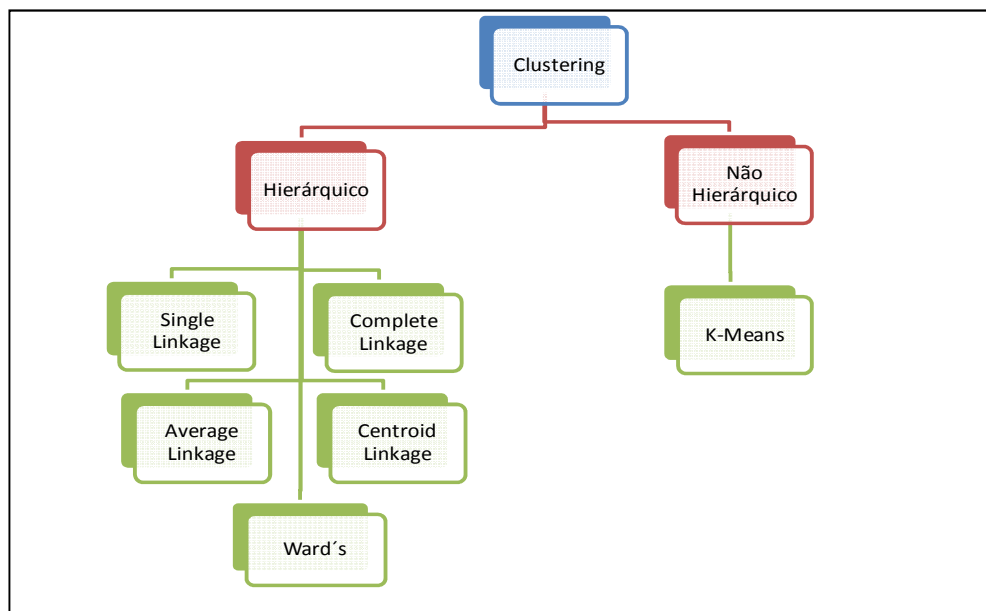 Clustering
Hierárquico
Não
Hierárquico
Single
Linkage
Complete
Linkage
K-Means
Average
Linkage
Centroid
Linkage
Ward´s